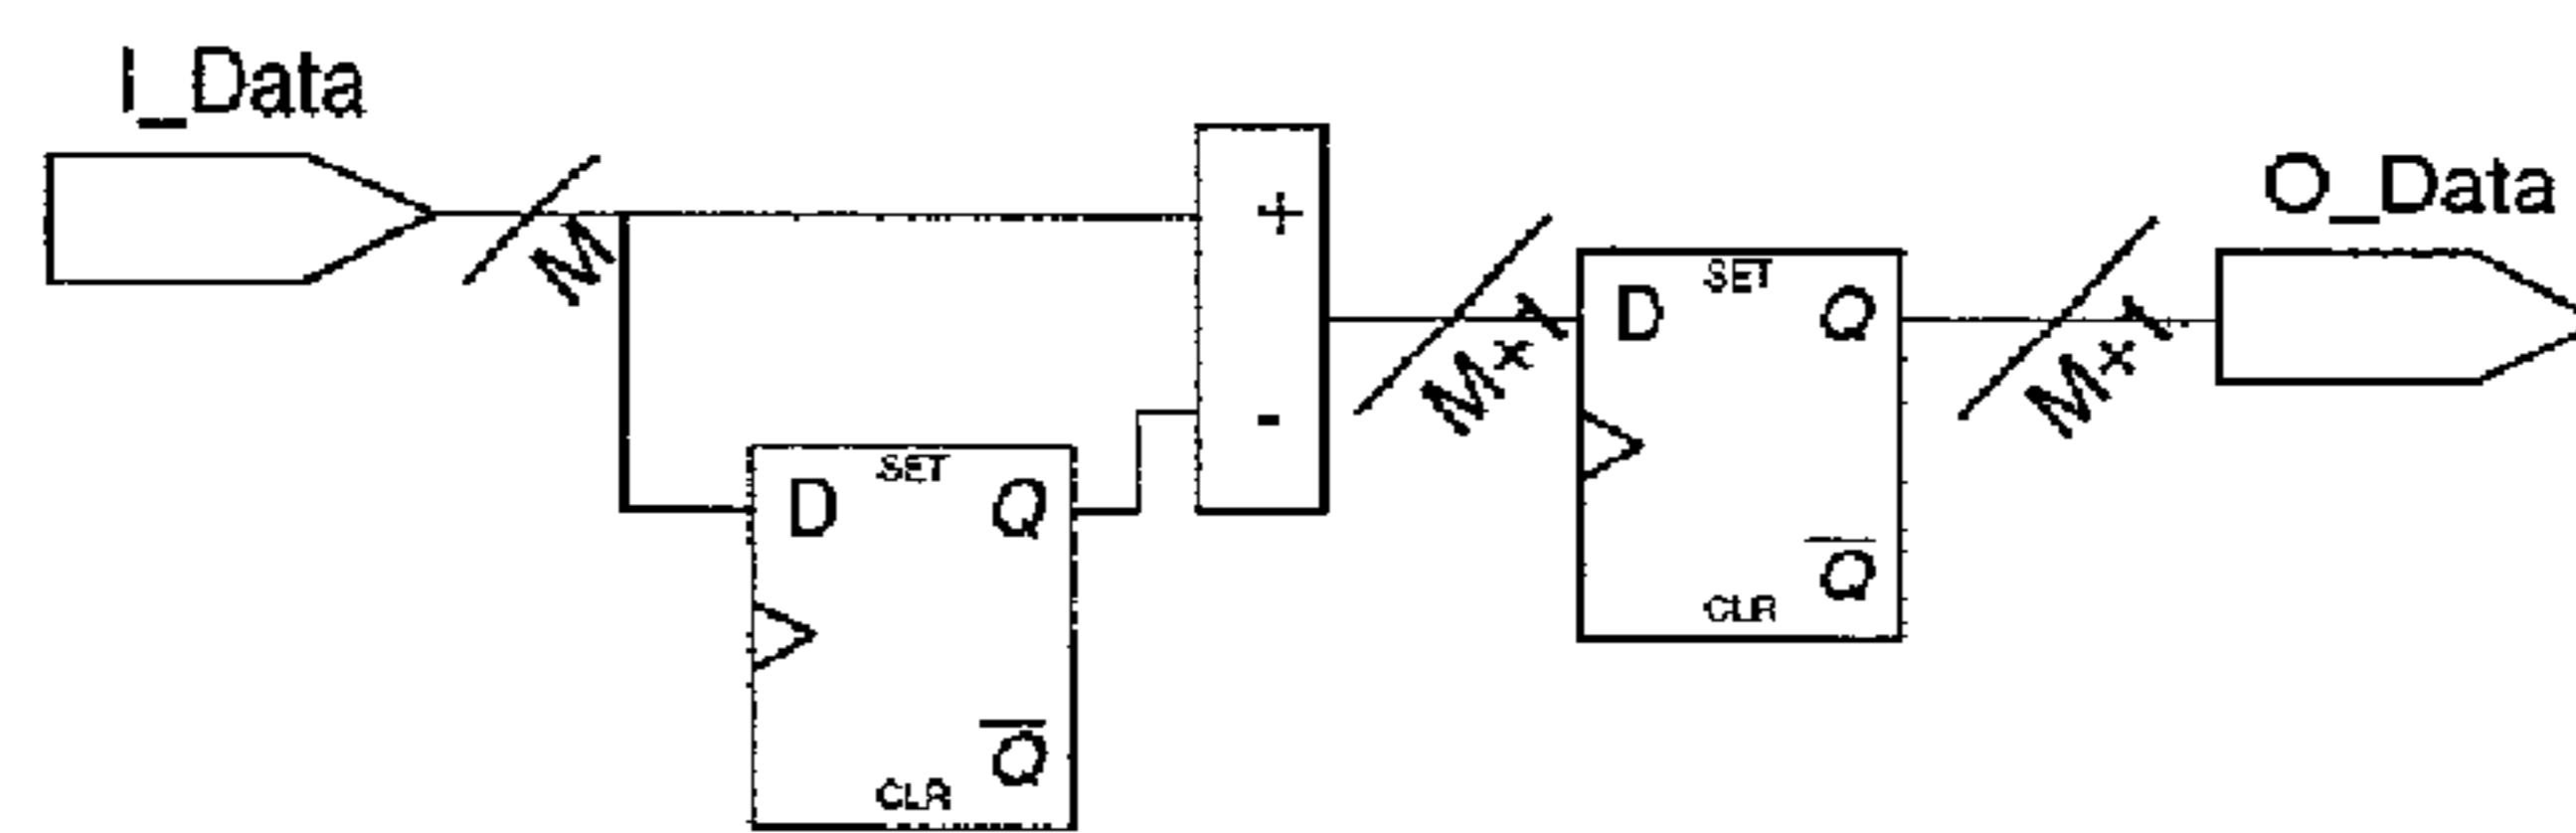 I_Data
M
+
-
D
SET
Q
Q
CLR
M+1
D
SET
Q
Q
CLR
M+1
O_Data